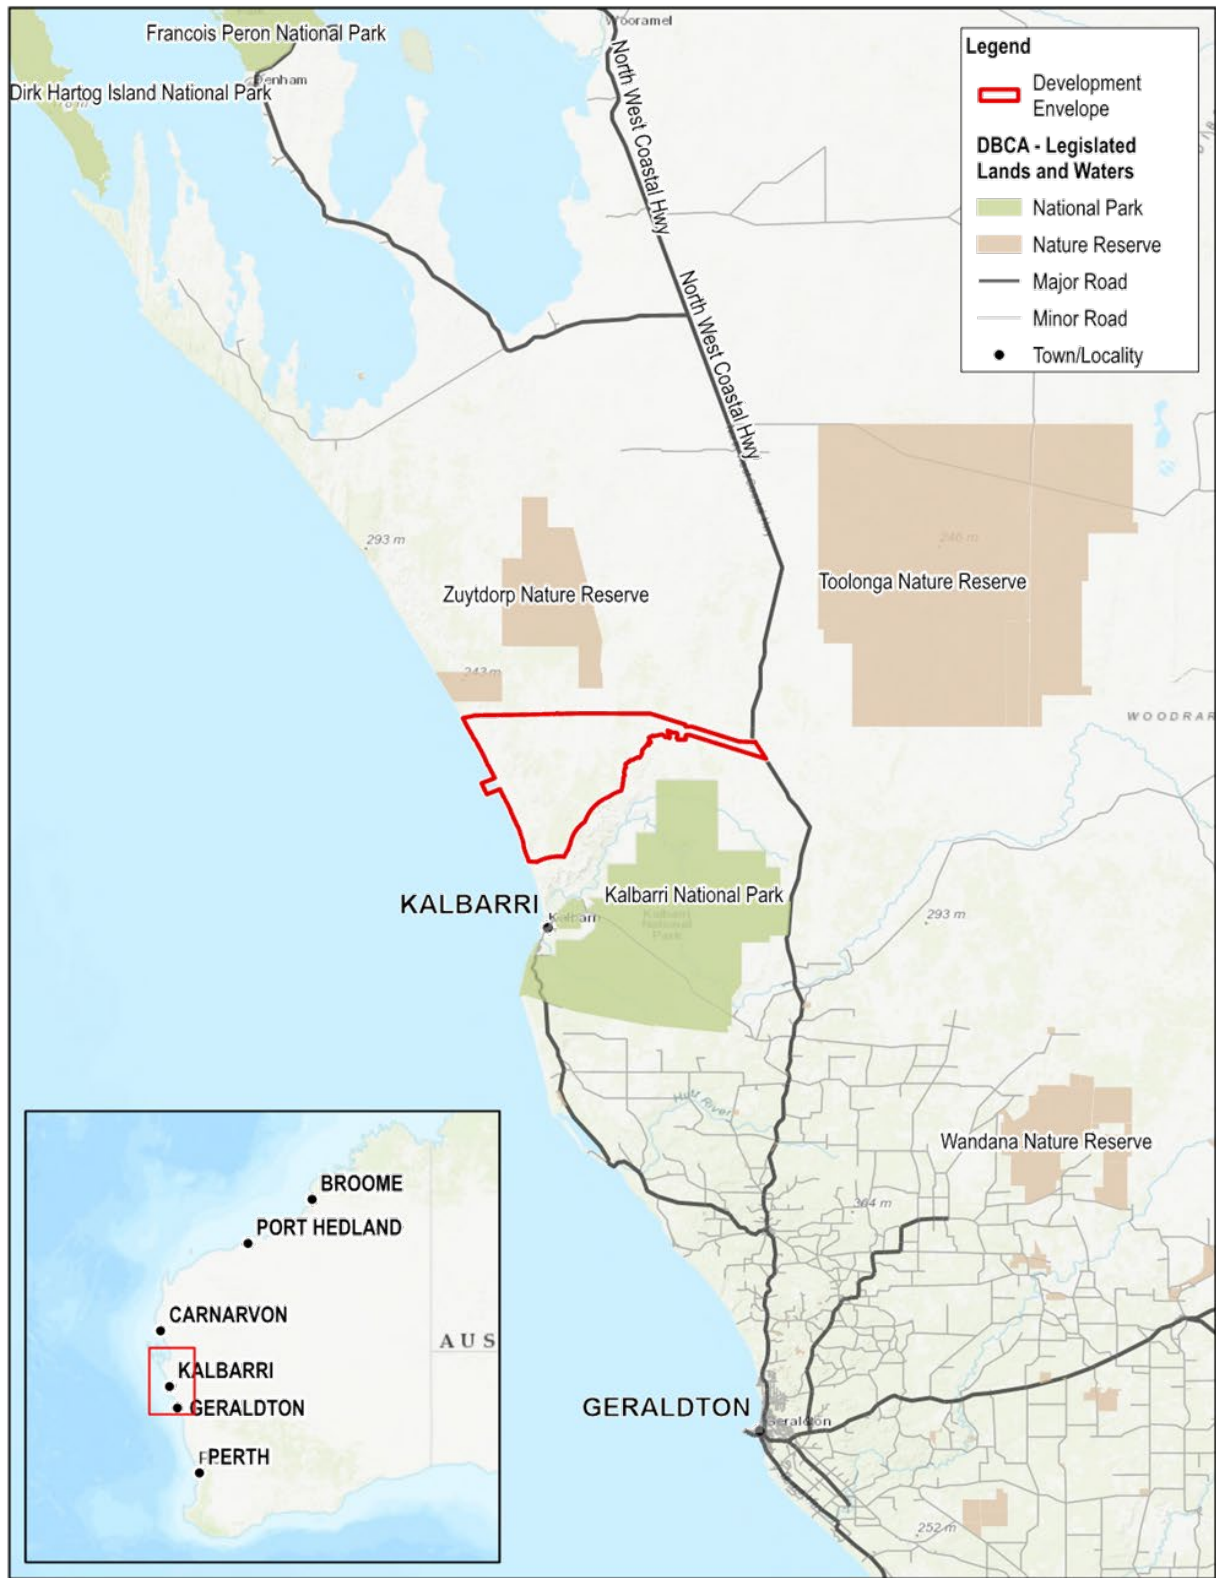 Wooramel
Francois Peron National Park
Denham
Dirk Hartog Island National Park
North West Coastal Hwy
North West Coastal Hwy
Legend
Development
Envelope
DBCA - Legislated
Lands and Waters
National Park
Nature Reserve
Major Road
Minor Road
Town/Locality
293 m
246 m
Zuytdorp Nature Reserve
Toolonga Nature Reserve
243 m
WOODRAR
KALBARRI
Kalbarri National Park
Kalbarri
National
Park
293 m
Hutt River
Wandana Nature Reserve
364 m
GERALDTON
Geraldton
252 m
BROOME
PORT HEDLAND
CARNARVON
AUS
KALBARRI
GERALDTON
PERTH